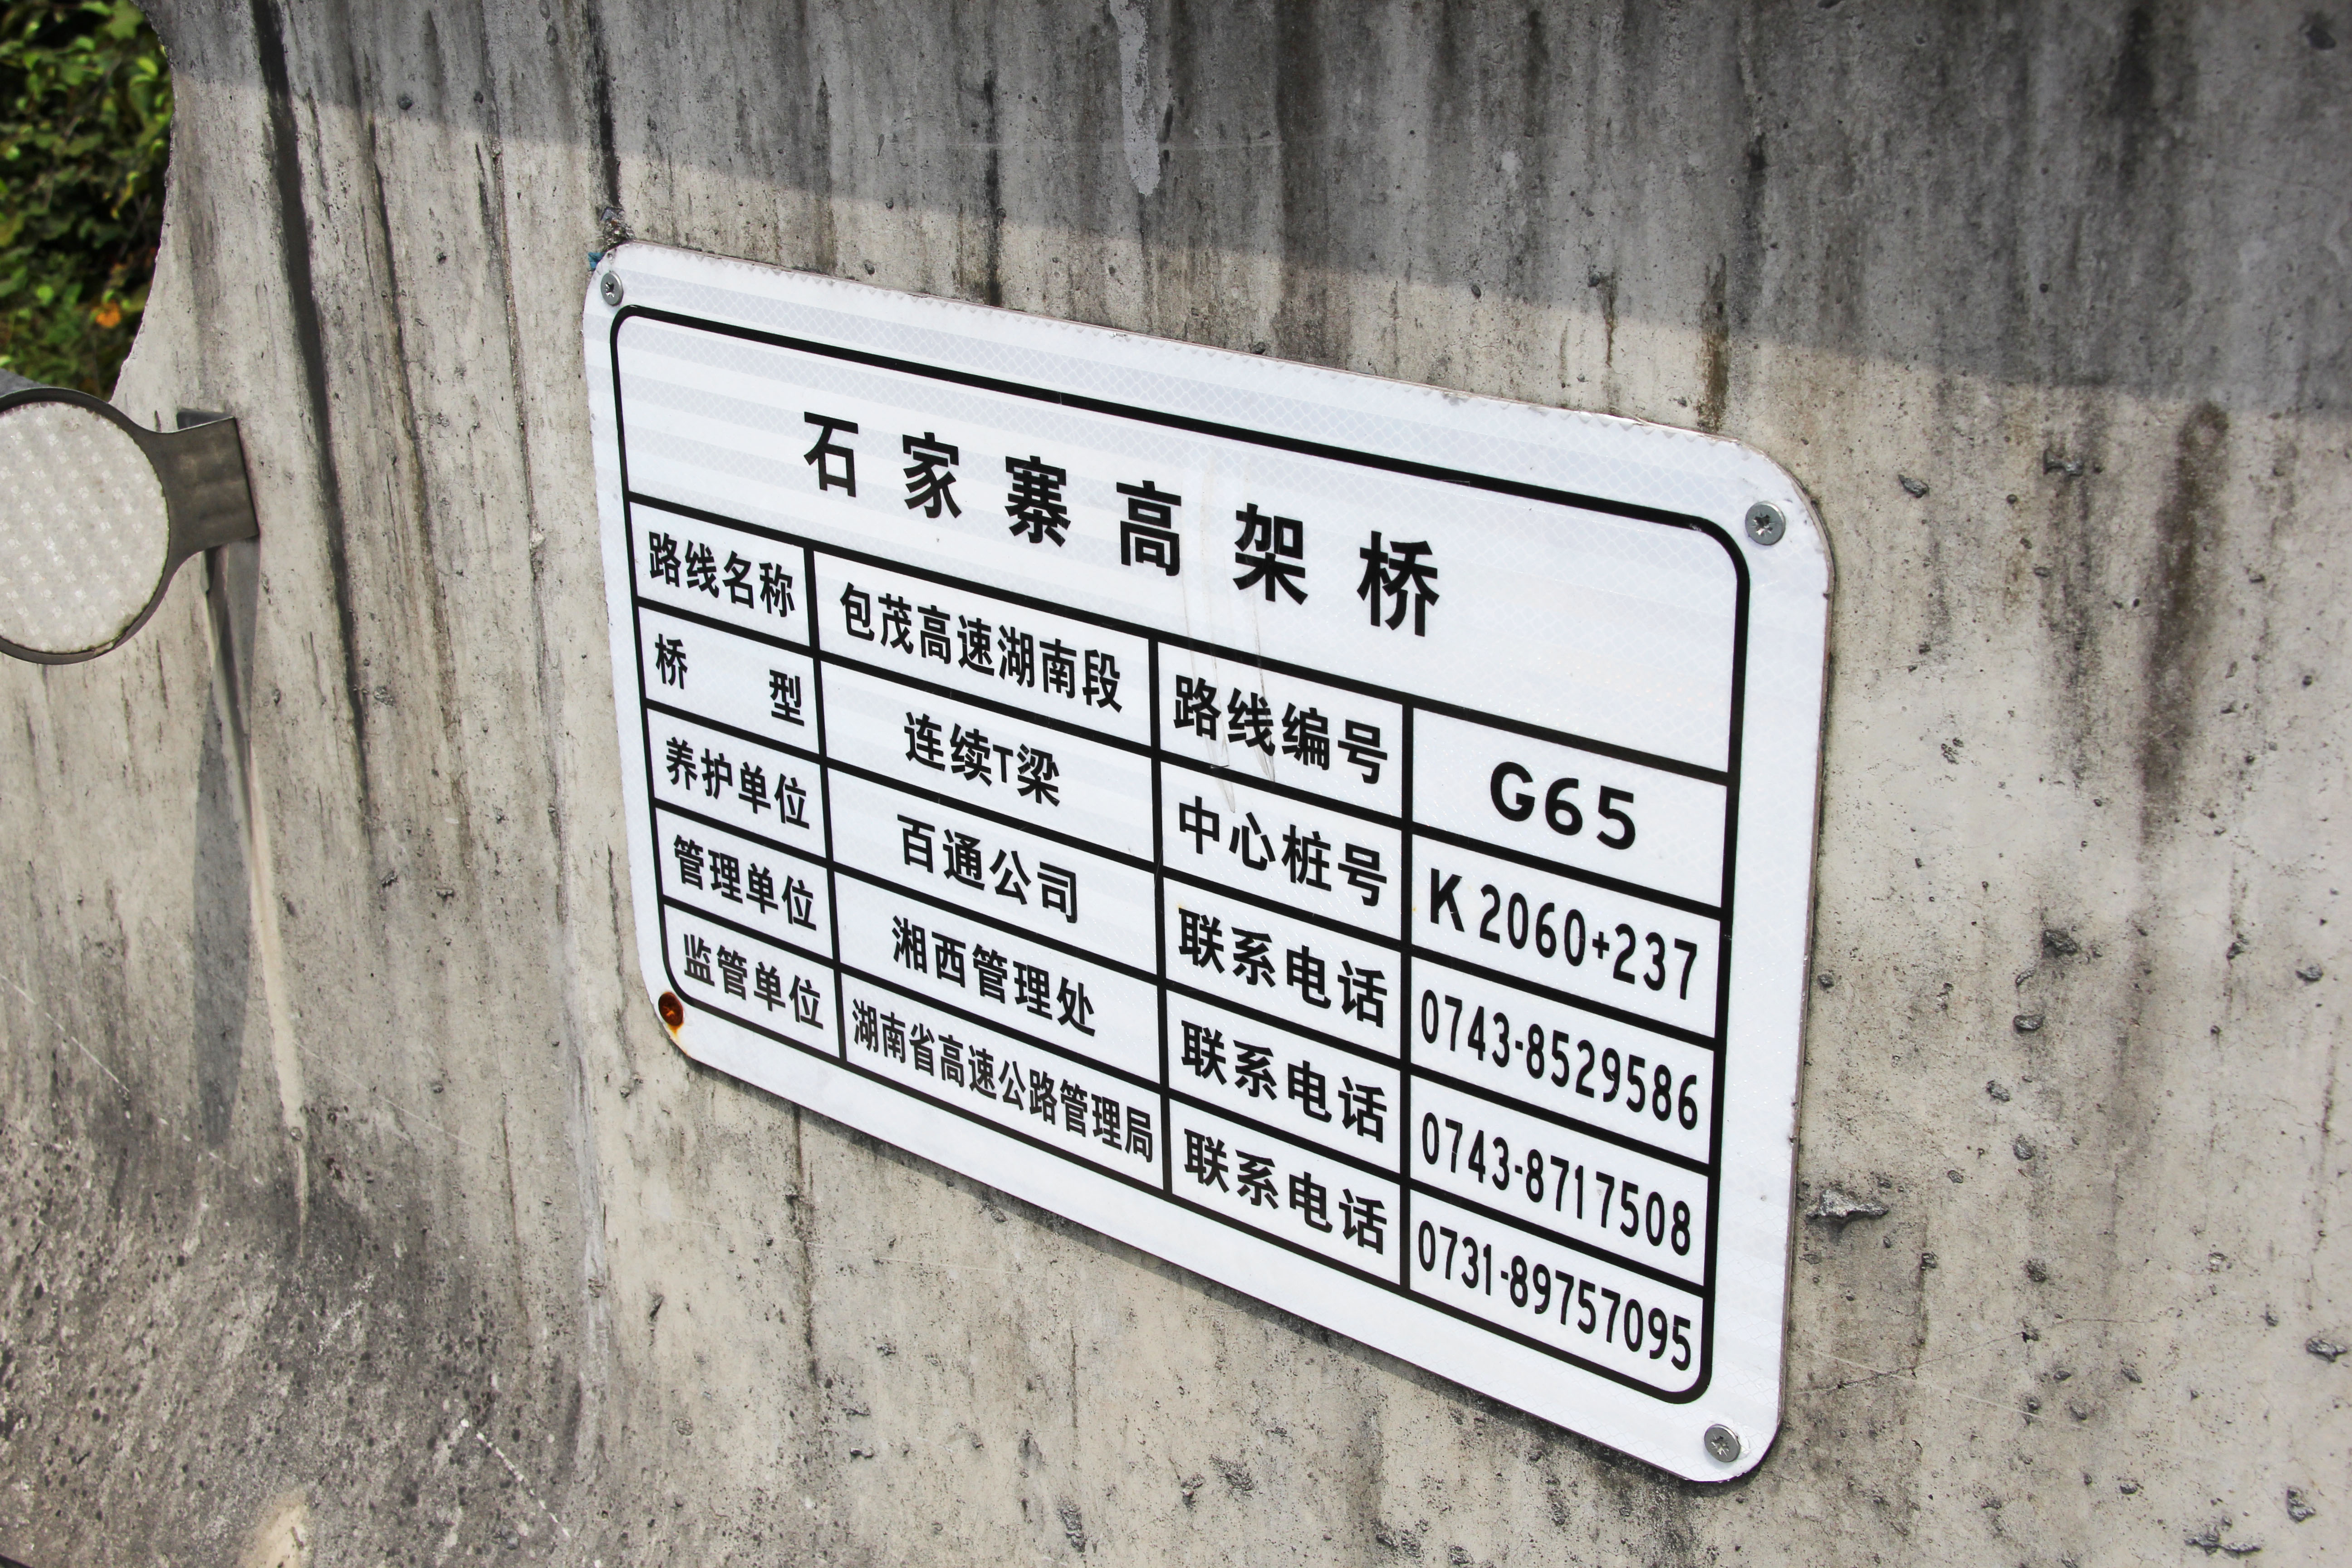 石家寨高架桥
路线名称 包茂高速湖南段 路线编号 G65
桥型 连续T梁 中心桩号 K2060+237
养护单位 百通公司 联系电话 0743-8529586
管理单位 湘西管理处 联系电话 0743-8717508
监管单位 湖南省高速公路管理局 联系电话 0731-89757095